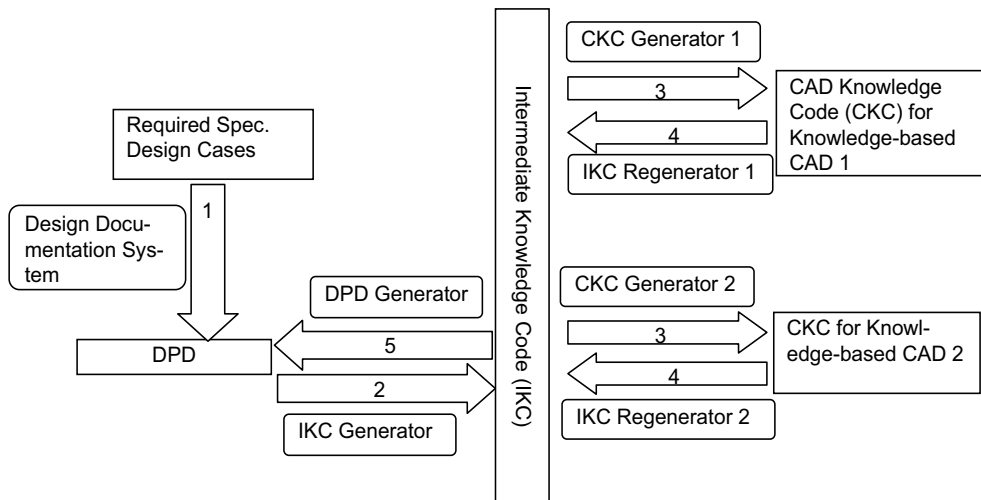 Required Spec.
Design Cases
Design Docu-
mentation Sys-
tem
1
DPD
DPD Generator
5
2
IKC Generator
Intermediate Knowledge Code (IKC)
CKC Generator 1
3
4
IKC Regenerator 1
CAD Knowledge
Code (CKC) for
Knowledge-based
CAD 1
CKC Generator 2
3
4
IKC Regenerator 2
CKC for Knowl-
edge-based CAD 2